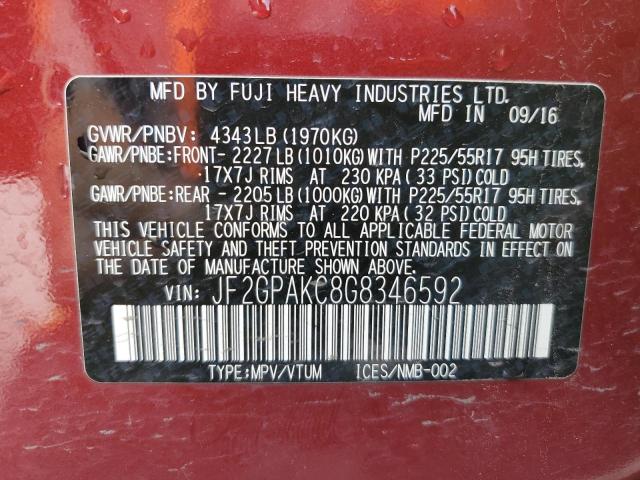 MFD BY FUJI HEAVY INDUSTRIES LTD.
MFD IN 09/16
GVWR/PNBV: 4343LB(1970KG)
GAWR/PNBE:FRONT- 2227LB(1010KG)WITH P225/55R17 95H TIRES,
17X7J RIMS AT 230 KPA(33 PSI)COLD
GAWR/PNBE:REAR - 2205LB(1000KG)WITH P225/55R17 95H TIRES,
17X7J RIMS AT 220 KPA(32 PSI)COLD
THIS VEHICLE CONFORMS TO ALL APPLICABLE FEDERAL MOTOR
VEHICLE SAFETY AND THEFT PREVENTION STANDARDS IN EFFECT ON
THE DATE OF MANUFACTURE SHOWN ABOVE.
VIN: JF2GPAKC8G8346592
TYPE:MPV/VTUM ICES/NMB-002